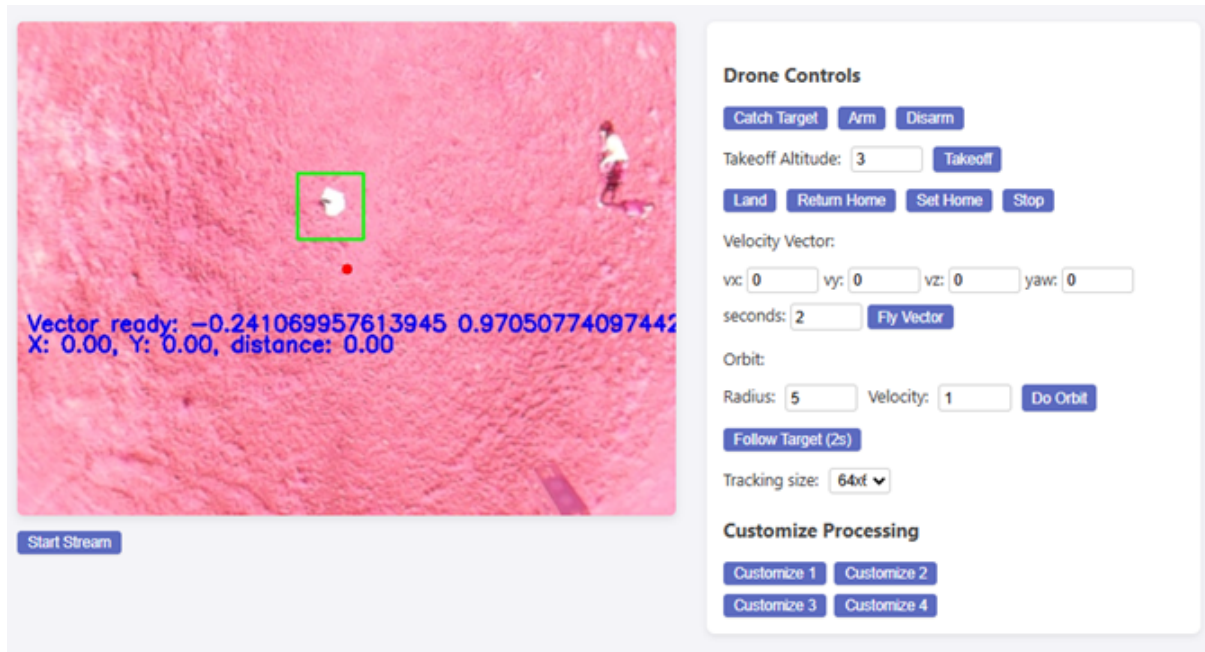 Vector ready: -0.241069957613945 0.97050774097442
X: 0.00, Y: 0.00, distance: 0.00
Start Stream
Drone Controls
Catch Target Arm Disarm
Takeoff Altitude: 3 Takeoff
Land Return Home Set Home Stop
Velocity Vector:
vx: 0 vy: 0 vz: 0 yaw: 0
seconds: 2 Fly Vector
Orbit:
Radius: 5 Velocity: 1 Do Orbit
Follow Target (2s)
Tracking size: 64x6
Customize Processing
Customize 1 Customize 2
Customize 3 Customize 4